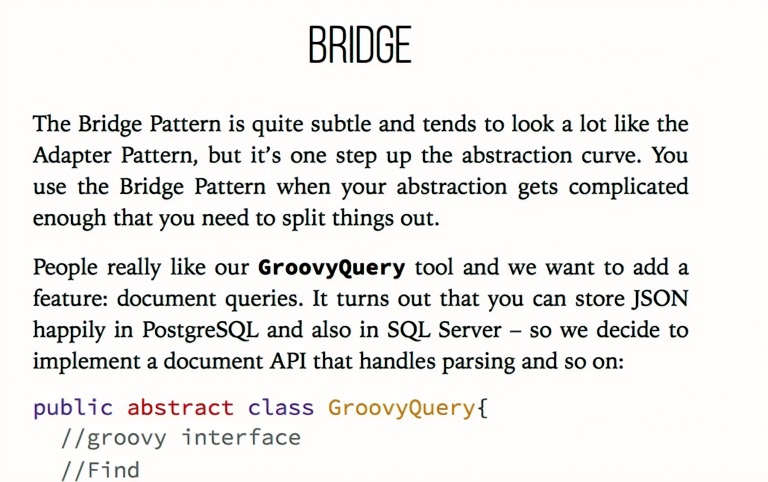 BRIDGE
The Bridge Pattern is quite subtle and tends to look a lot like the
Adapter Pattern, but it's one step up the abstraction curve. You
use the Bridge Pattern when your abstraction gets complicated
enough that you need to split things out.
People really like our GroovyQuery tool and we want to add a
feature: document queries. It turns out that you can store JSON
happily in PostgreSQL and also in SQL Server – so we decide to
implement a document API that handles parsing and so on:
public abstract class GroovyQuery{
//groovy interface
//Find